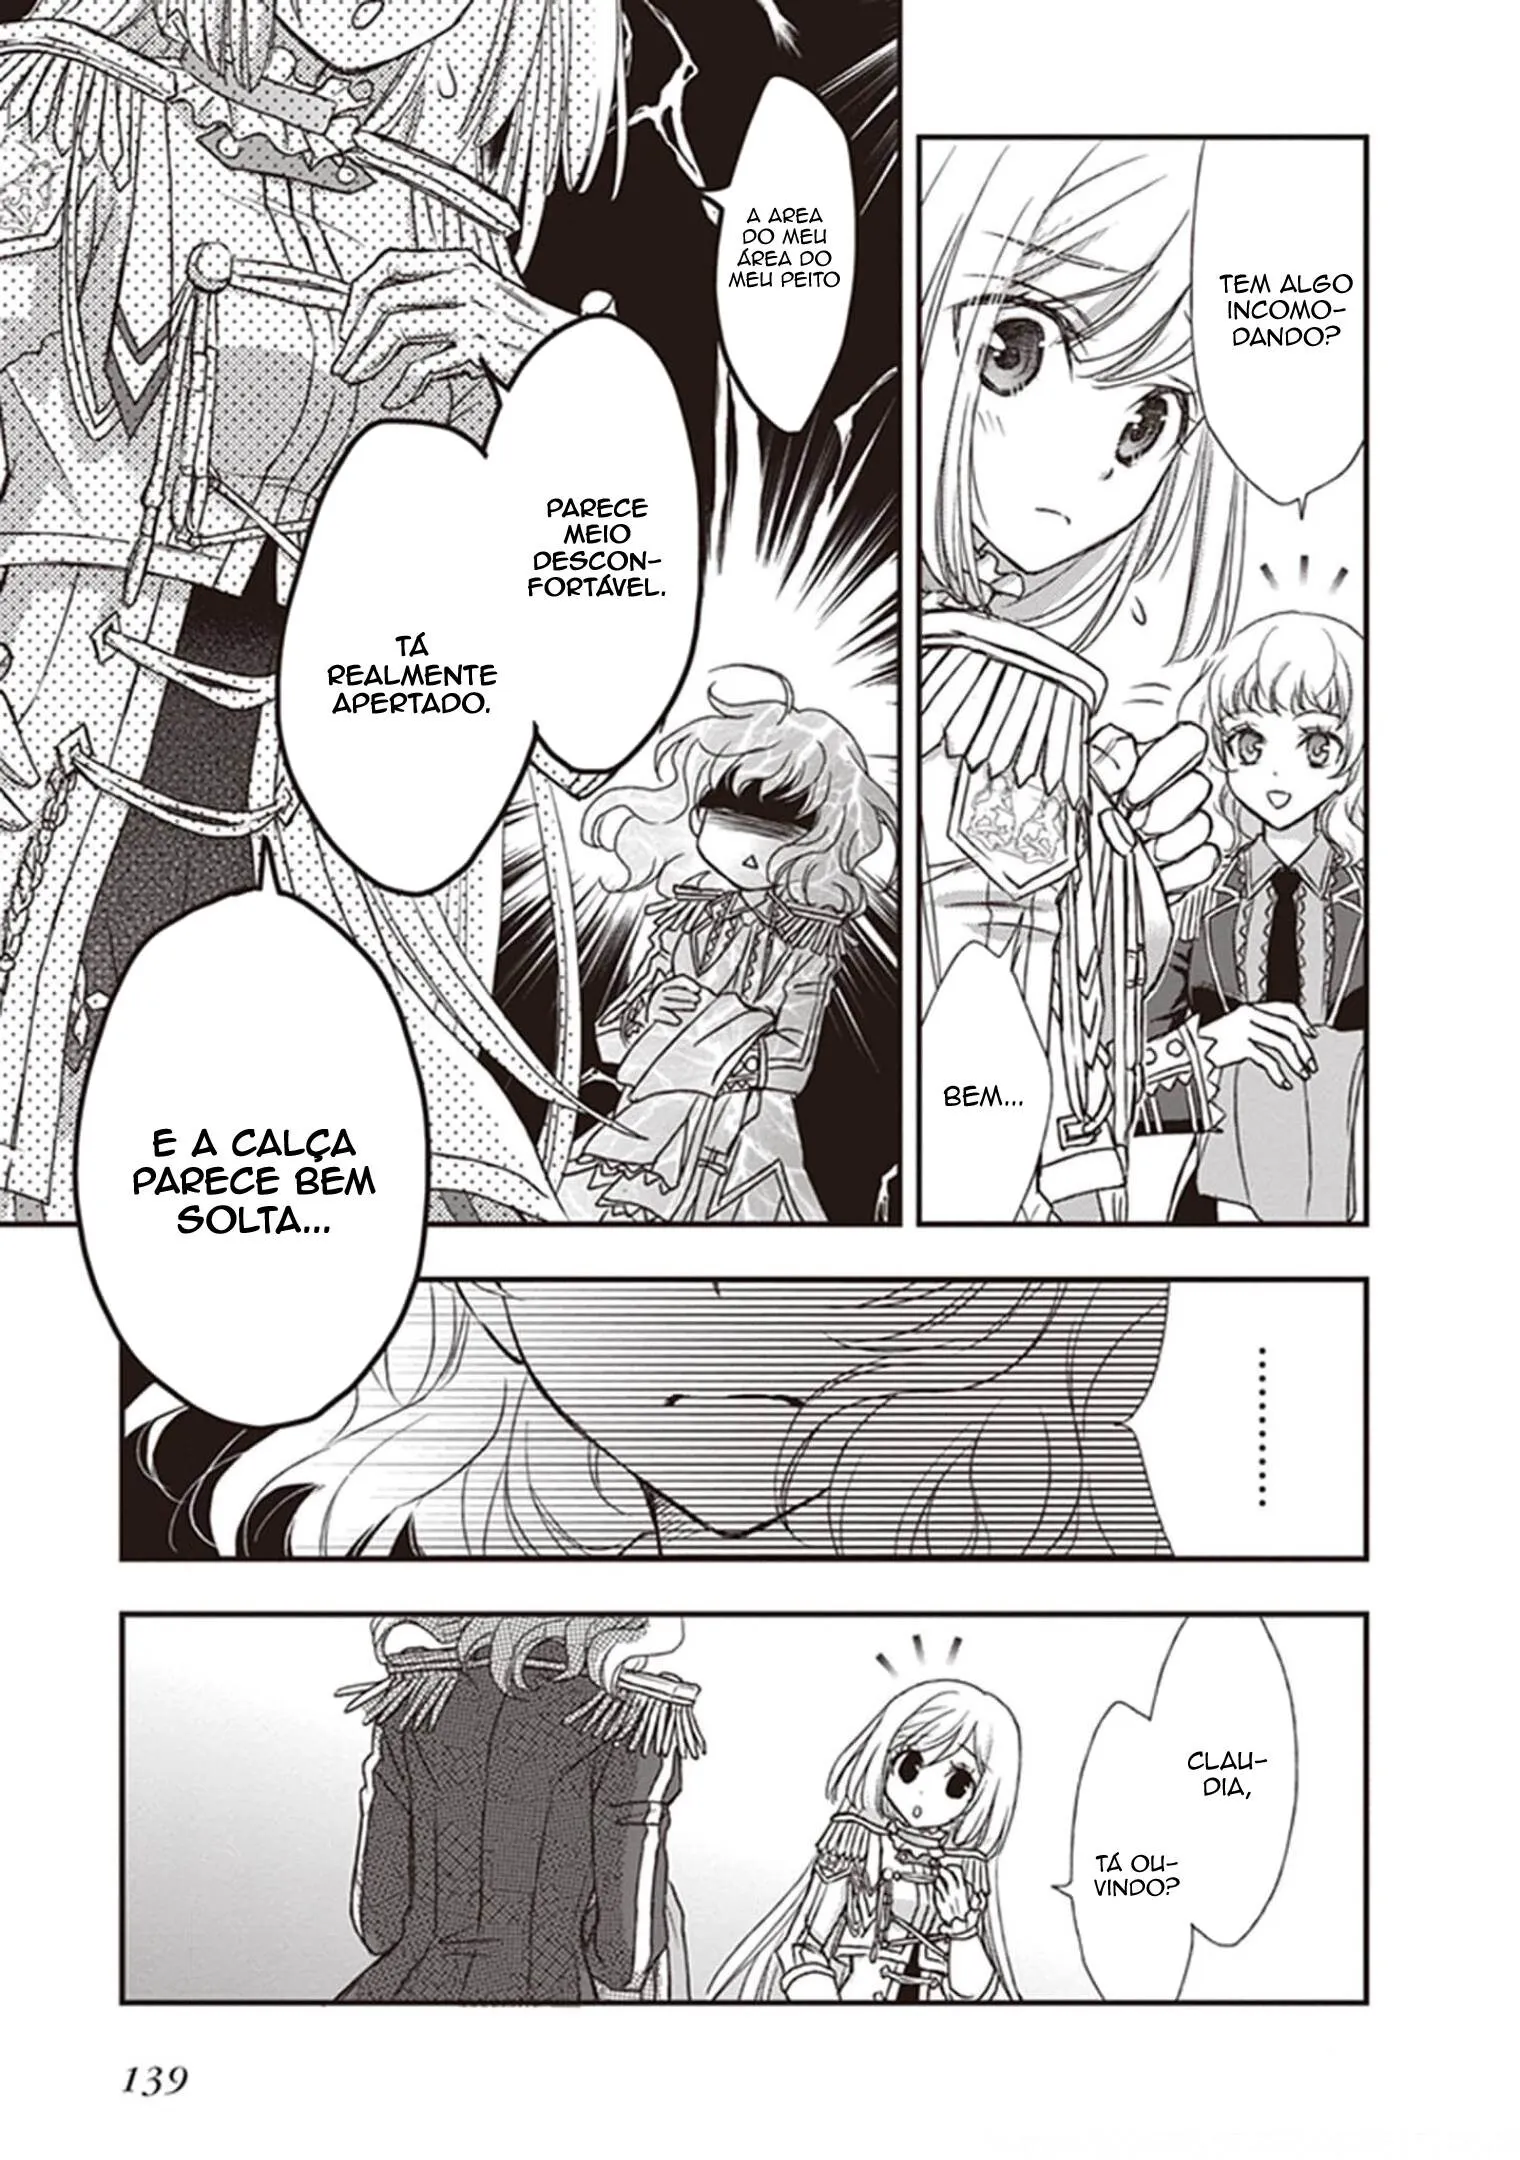 TEM ALGO
INCOMO-
DANDO?
BEM...
A AREA
DO MEU
ÁREA DO
MEU PEITO
PARECE
MEIO
DESCON-
FORTÁVEL.
TÁ
REALMENTE
APERTADO.
E A CALÇA
PARECE BEM
SOLTA...
...........
CLAU-
DIA,
TÁ OU-
VINDO?
139